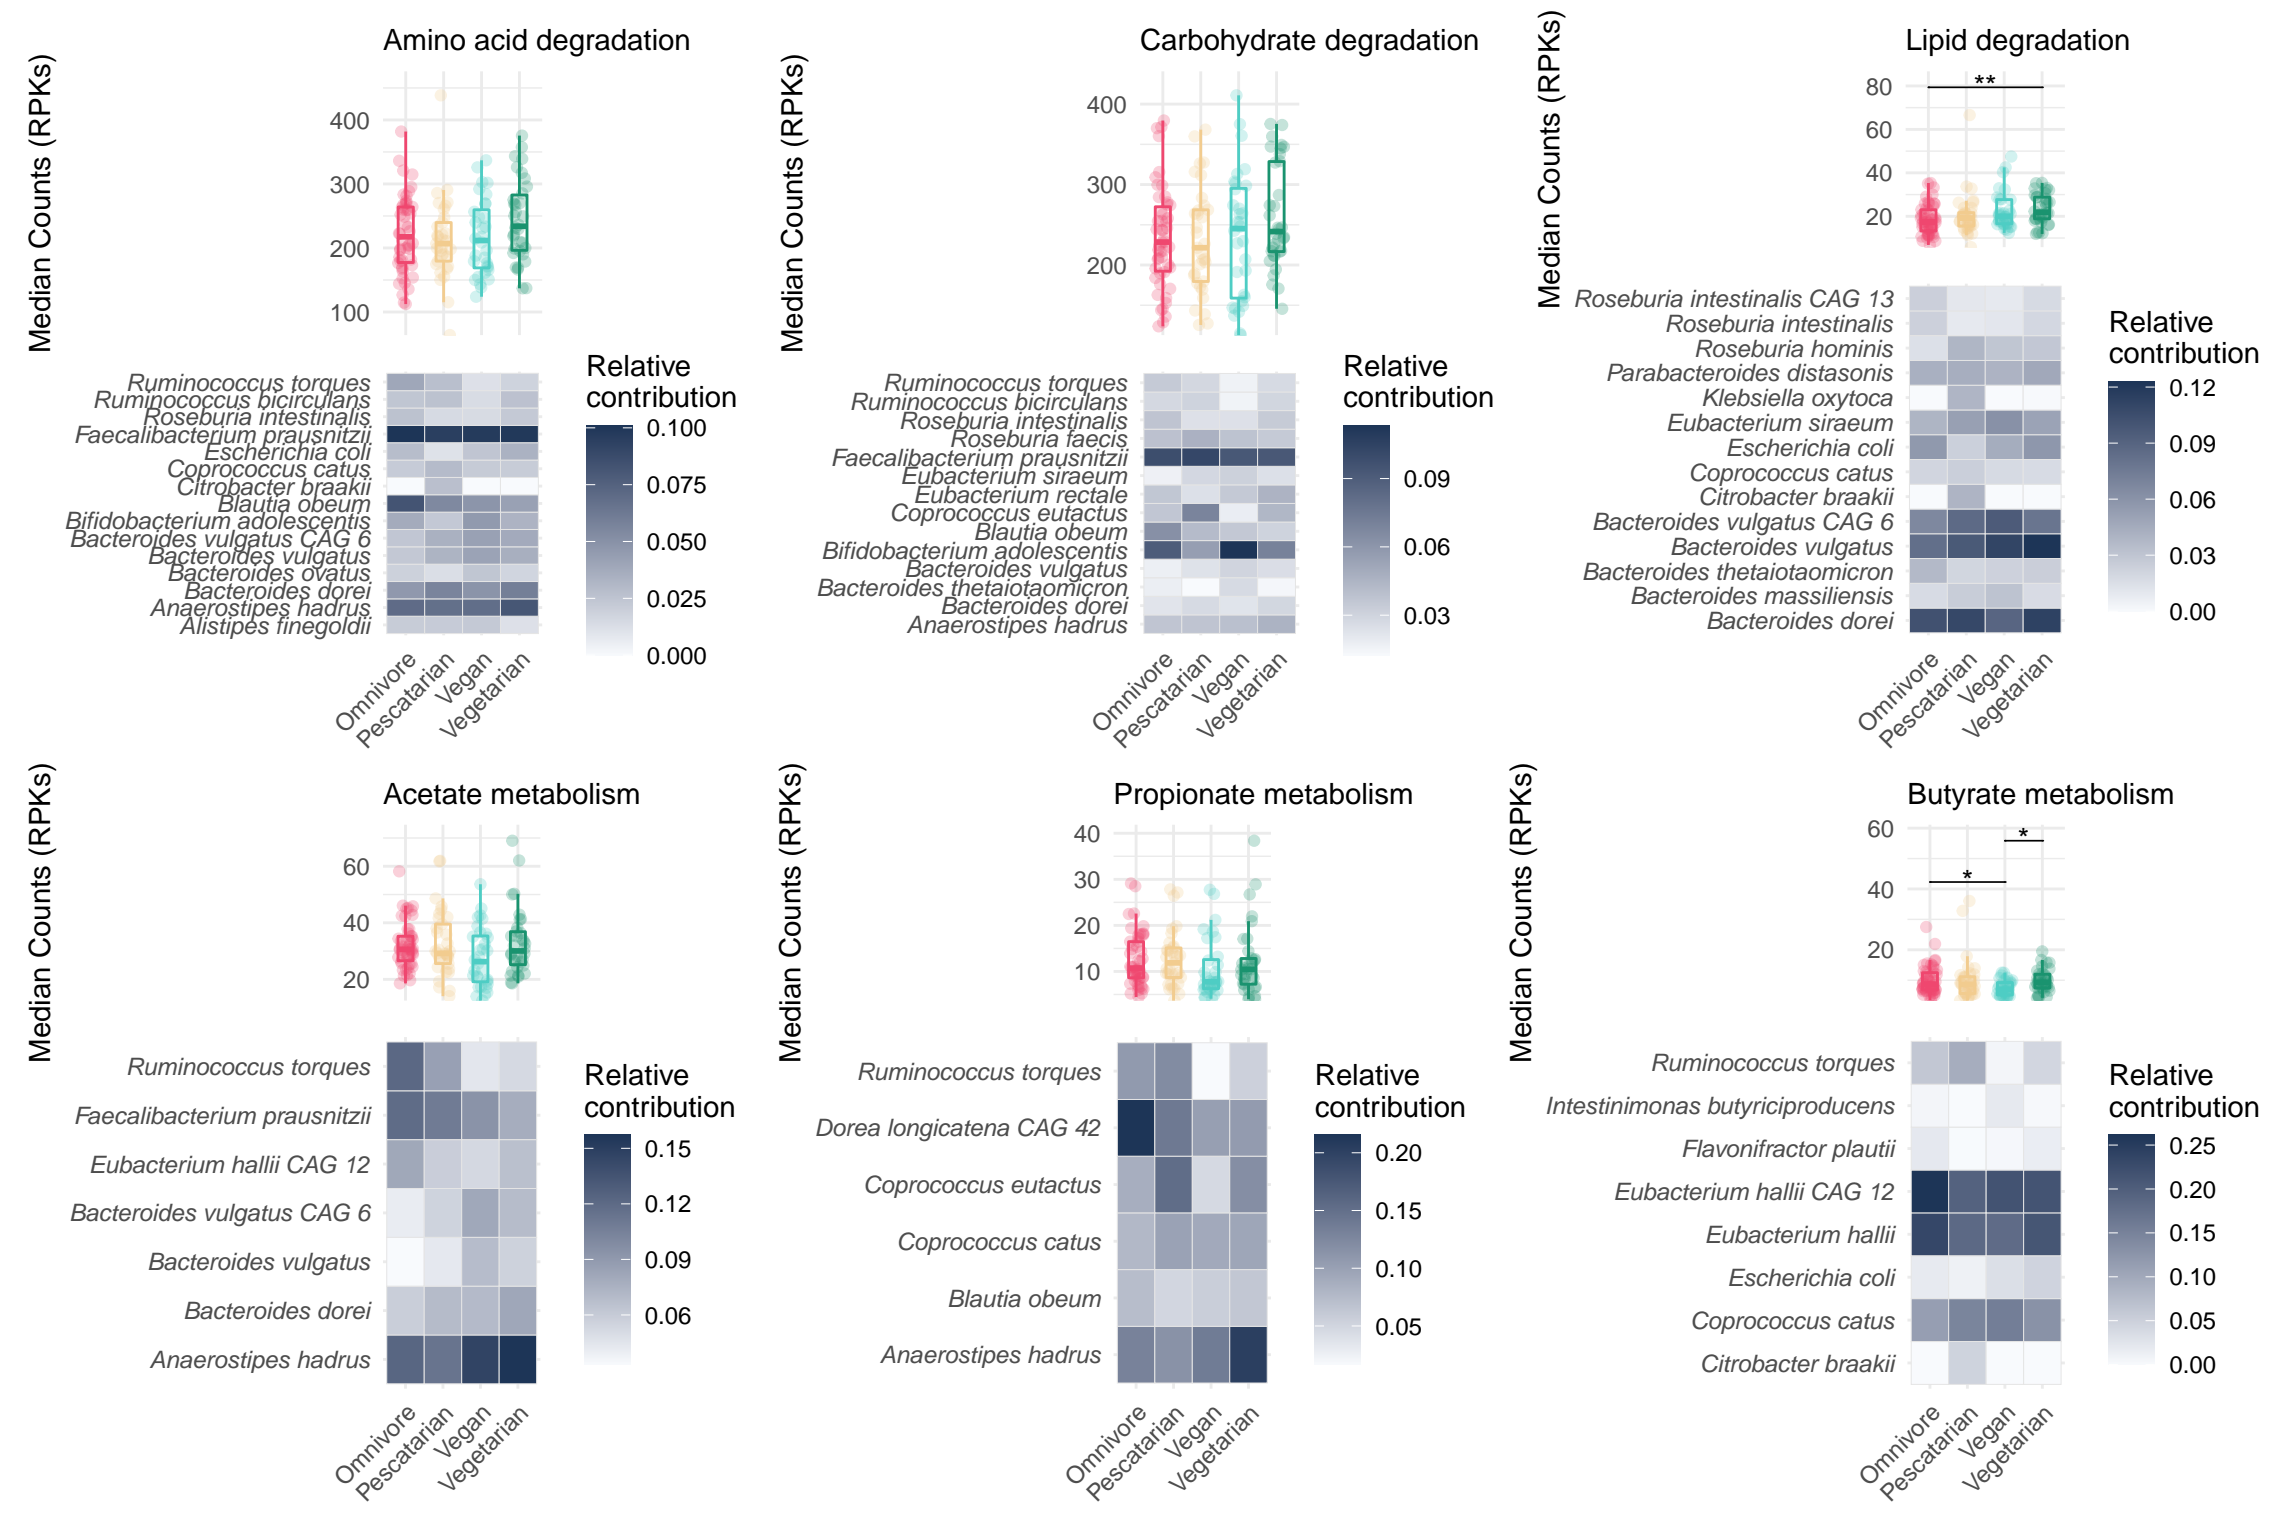 Amino acid degradation
Median Counts (RPKs)
400
300
200
100
Ruminococcus torques
Ruminococcus bicirculans
Roseburia intestinalis
Faecalibacterium prausnitzii
Escherichia coli
Coprococcus catus
Citrobacter braakii
Blautia obeum
Bifidobacterium adolescentis
Bacteroides vulgatus CAG 6
Bacteroides vulgatus
Bacteroides ovatus
Bacteroides dorei
Anaerostipes hadrus
Alistipes finegoldii
Omnivore
Pescatarian
Vegan
Vegetarian
Relative
contribution
0.100
0.075
0.050
0.025
0.000
Carbohydrate degradation
Median Counts (RPKs)
400
300
200
Ruminococcus torques
Ruminococcus bicirculans
Roseburia intestinalis
Roseburia faecis
Faecalibacterium prausnitzii
Eubacterium siraeum
Eubacterium rectale
Coprococcus eutactus
Blautia obeum
Bifidobacterium adolescentis
Bacteroides vulgatus
Bacteroides thetaiotaomicron
Bacteroides dorei
Anaerostipes hadrus
Omnivore
Pescatarian
Vegan
Vegetarian
Relative
contribution
0.09
0.06
0.03
Lipid degradation
Median Counts (RPKs)
80
60
40
20
**
Roseburia intestinalis CAG 13
Roseburia intestinalis
Roseburia hominis
Parabacteroides distasonis
Klebsiella oxytoca
Eubacterium siraeum
Escherichia coli
Coprococcus catus
Citrobacter braakii
Bacteroides vulgatus CAG 6
Bacteroides vulgatus
Bacteroides thetaiotaomicron
Bacteroides massiliensis
Bacteroides dorei
Omnivore
Pescatarian
Vegan
Vegetarian
Relative
contribution
0.12
0.09
0.06
0.03
0.00
Acetate metabolism
Median Counts (RPKs)
60
40
20
Ruminococcus torques
Faecalibacterium prausnitzii
Eubacterium hallii CAG 12
Bacteroides vulgatus CAG 6
Bacteroides vulgatus
Bacteroides dorei
Anaerostipes hadrus
Omnivore
Pescatarian
Vegan
Vegetarian
Relative
contribution
0.15
0.12
0.09
0.06
Propionate metabolism
Median Counts (RPKs)
40
30
20
10
Ruminococcus torques
Dorea longicatena CAG 42
Coprococcus eutactus
Coprococcus catus
Blautia obeum
Anaerostipes hadrus
Omnivore
Pescatarian
Vegan
Vegetarian
Relative
contribution
0.20
0.15
0.10
0.05
Butyrate metabolism
Median Counts (RPKs)
60
40
20
*
*
Ruminococcus torques
Intestinimonas butyriciproducens
Flavonifractor plautii
Eubacterium hallii CAG 12
Eubacterium hallii
Escherichia coli
Coprococcus catus
Citrobacter braakii
Omnivore
Pescatarian
Vegan
Vegetarian
Relative
contribution
0.25
0.20
0.15
0.10
0.05
0.00